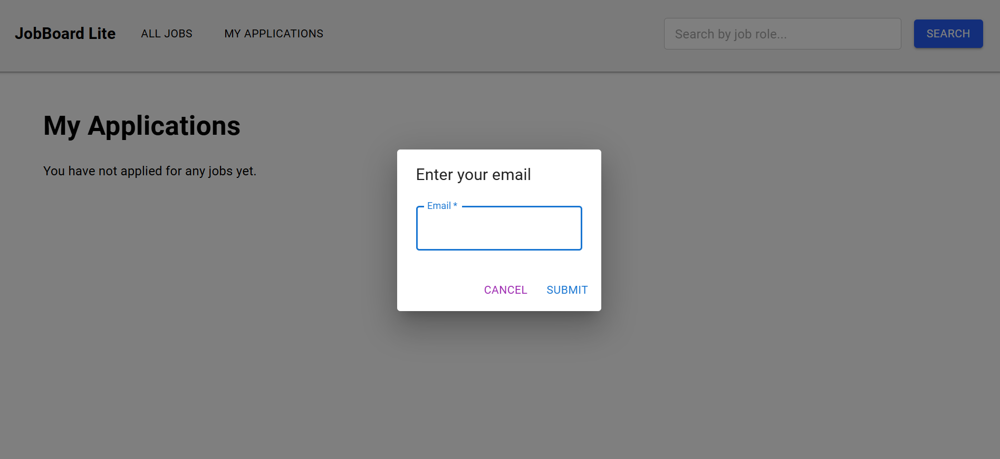 JobBoard Lite ALL JOBS MY APPLICATIONS Search by job role... SEARCH
My Applications
You have not applied for any jobs yet.
Enter your email
Email *
CANCEL SUBMIT